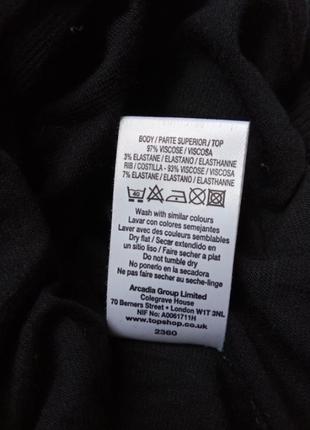 BODY / PARTE SUPERIOR / TOP
97% VISCOSE / VISCOSA
3% ELASTANE / ELASTANO / ELASTHANNE
RIB / COSTILLA - 93% VISCOSE / VISCOSA
7% ELASTANE / ELASTANO / ELASTHANNE
40
Wash with similar colours
Lavar con colores semejantes
Laver avec des couleurs semblables
Dry flat / Secar extendido en
un sitio liso / Faire secher a plat
Do not tumble dry
No ponerlo en la secadora
Ne pas faire secher au seche-linge
Arcadia Group Limited
Colegrave House
70 Berners Street • London W1T 3NL
NIF No: A0061711H
www.topshop.co.uk
2360